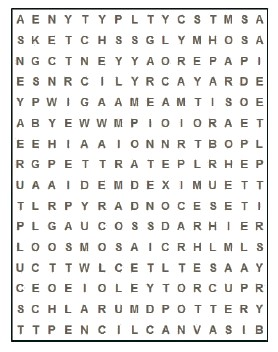 A E N Y T Y P L T Y C S T M S A
S K E T C H S S G L Y M H O S A
N G C T N E Y Y A O R E P A P I
E S N R C I L Y R C A Y A R D E
Y P W I G A A M E A M T I S O E
A B Y E W W M P I O I O R A E T
E E H I A A I O N N R T B O P L
R G P E T T R A T E P L R H E P
U A A I D E M D E X I M U E T T
T L R P Y R A D N O C E S E T I
P L G A U C O S S D A R H I E R
L O O S M O S A I C R H L M L S
U C T T W L C E T L T E S A A Y
C E O E I O L E Y T O R C U P R
S C H L A R U M D P O T T E R Y
T T P E N C I L C A N V A S I B